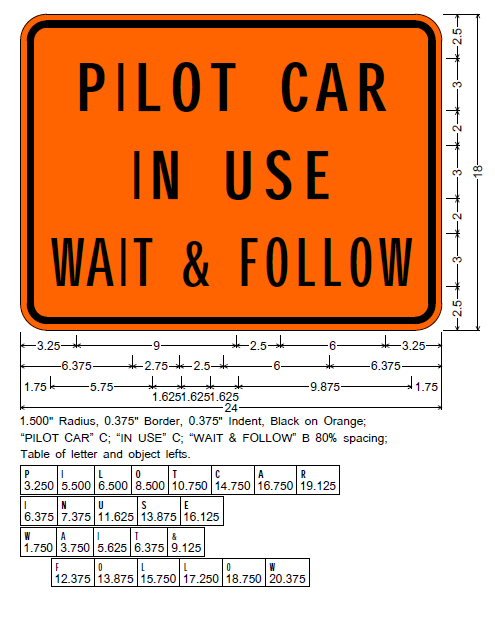 PILOT CAR
IN USE
WAIT & FOLLOW
2.5
3
2
3
2
3
2.5
18
3.25 9 2.5 6 3.25
6.375 2.75 2.5 6 6.375
1.75 5.75 1.625 1.625 1.625 9.875 1.75
24
1.500" Radius, 0.375" Border, 0.375" Indent, Black on Orange;
“PILOT CAR” C; “IN USE” C; “WAIT & FOLLOW” B 80% spacing;
Table of letter and object lefts.
P I L O T C A R
3.250 5.500 6.500 8.500 10.750 14.750 16.750 19.125
I N U S E
6.375 7.375 11.625 13.875 16.125
W A I T &
1.750 3.750 5.625 6.375 9.125
F O L L O W
12.375 13.875 15.750 17.250 18.750 20.375